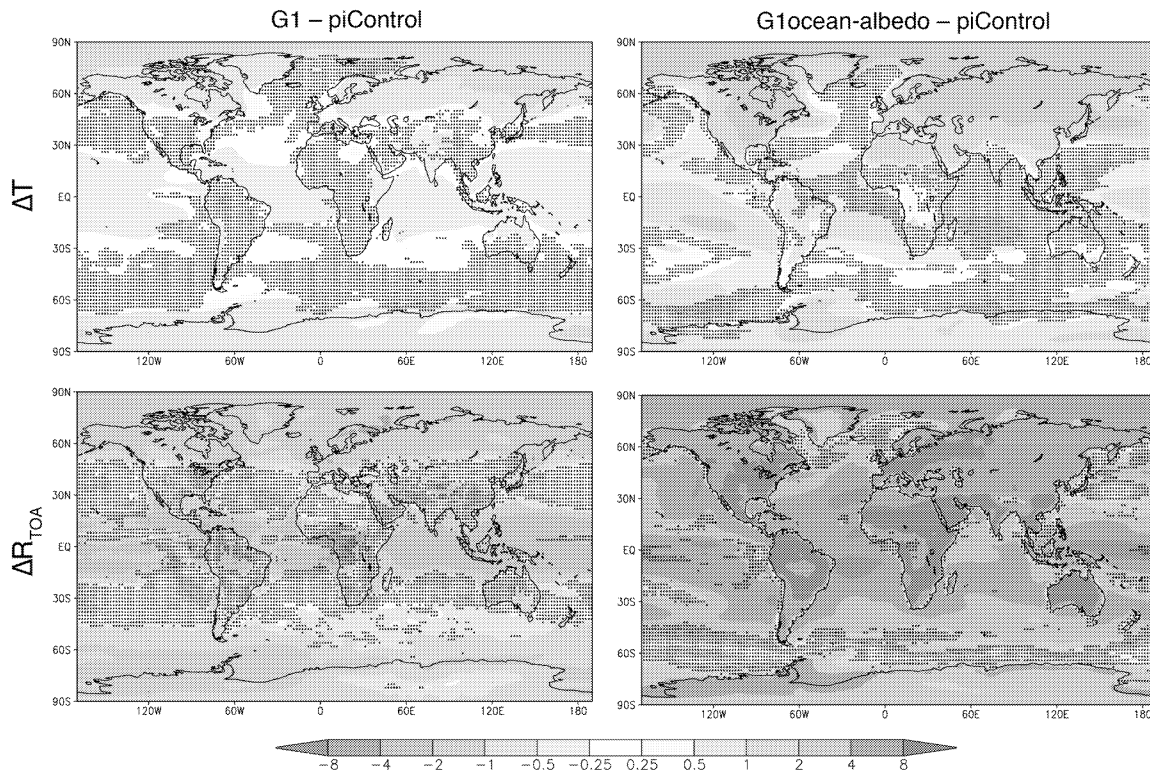 G1 – piControl
G1ocean-albedo – piControl
ΔT
90N
60N
30N
EQ
30S
60S
90S
120W
60W
0
60E
120E
180
90N
60N
30N
EQ
30S
60S
90S
120W
60W
0
60E
120E
180
ΔR_TOA
90N
60N
30N
EQ
30S
60S
90S
120W
60W
0
60E
120E
180
90N
60N
30N
EQ
30S
60S
90S
120W
60W
0
60E
120E
180
−8 −4 −2 −1 −0.5 −0.25 0.25 0.5 1 2 4 8